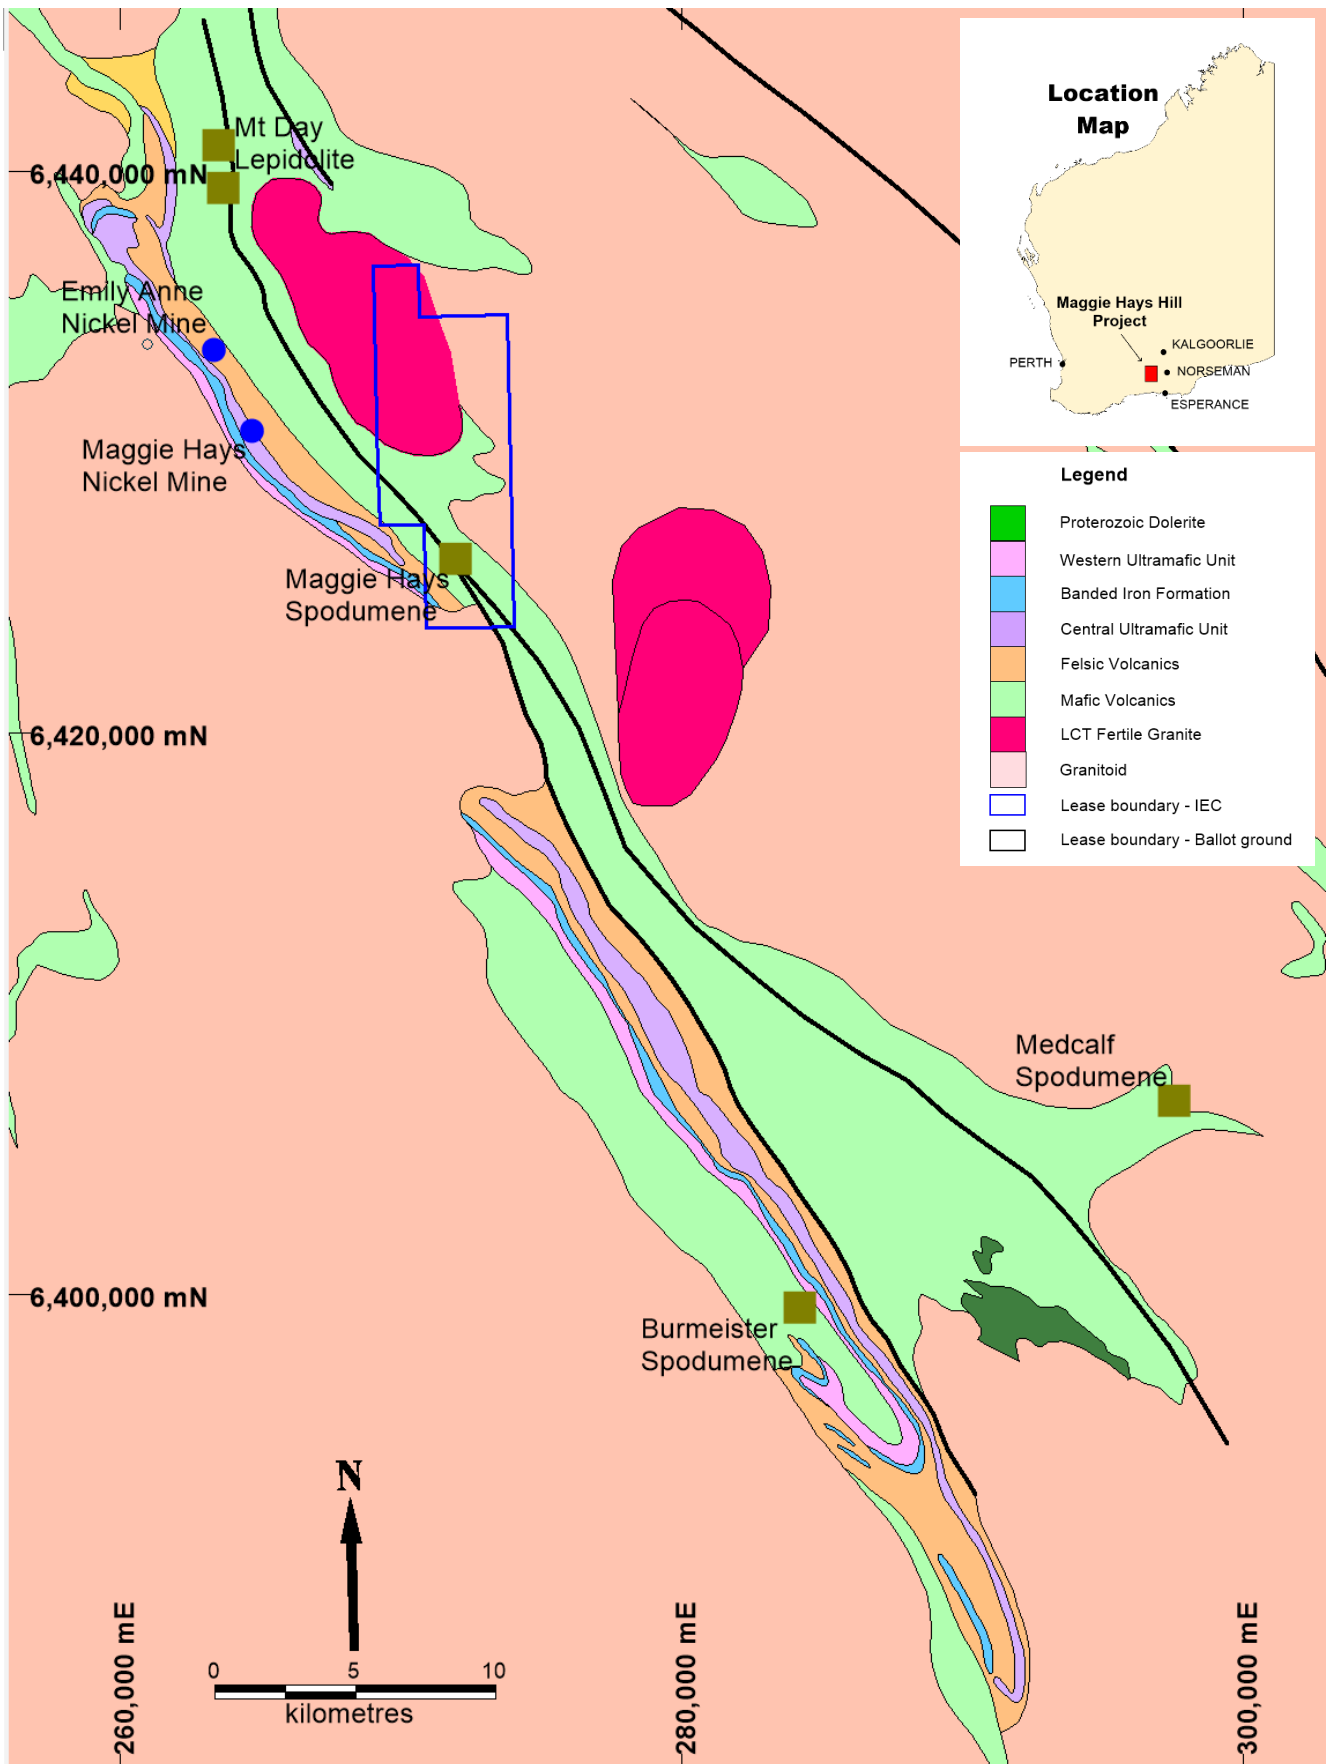 Mt Day
Lepidolite
6,440,000 mN
Emily Anne
Nickel Mine
Maggie Hays
Nickel Mine
Maggie Hays
Spodumene
6,420,000 mN
Medcalf
Spodumene
6,400,000 mN
Burmeister
Spodumene
N
0 5 10
kilometres
260,000 mE
280,000 mE
300,000 mE
Location
Map
Maggie Hays Hill
Project
KALGOORLIE
PERTH
NORSEMAN
ESPERANCE
Legend
Proterozoic Dolerite
Western Ultramafic Unit
Banded Iron Formation
Central Ultramafic Unit
Felsic Volcanics
Mafic Volcanics
LCT Fertile Granite
Granitoid
Lease boundary - IEC
Lease boundary - Ballot ground